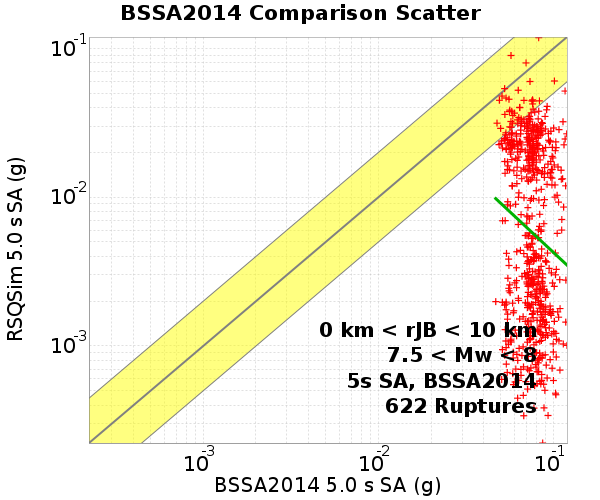 BSSA2014 Comparison Scatter
10-1
10-2
10-3
RSQSim 5.0 s SA (g)
0 km < rJB < 10 km
7.5 < Mw < 8
5s SA, BSSA2014
622 Ruptures
10-3
10-2
10-1
BSSA2014 5.0 s SA (g)